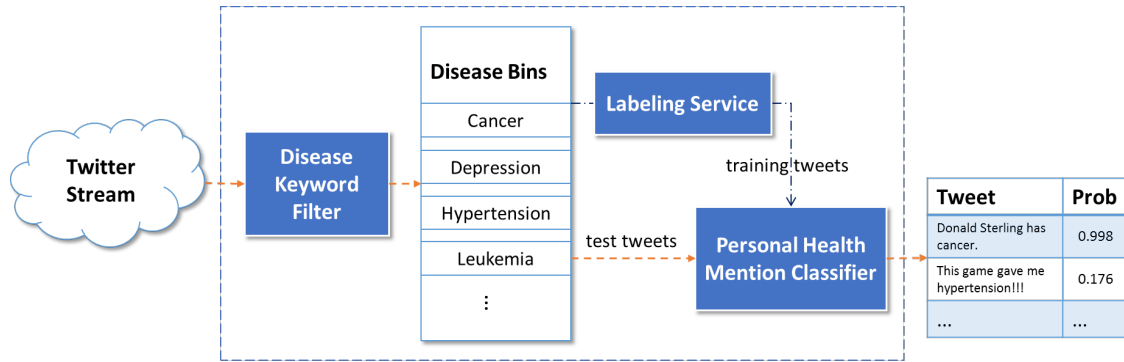 Twitter
Stream
Disease
Keyword
Filter
Disease Bins
Cancer
Depression
Hypertension
Leukemia
⋮
Labeling Service
training tweets
test tweets
Personal Health
Mention Classifier
Tweet Prob
Donald Sterling has
cancer. 0.998
This game gave me
hypertension!!! 0.176
... ...